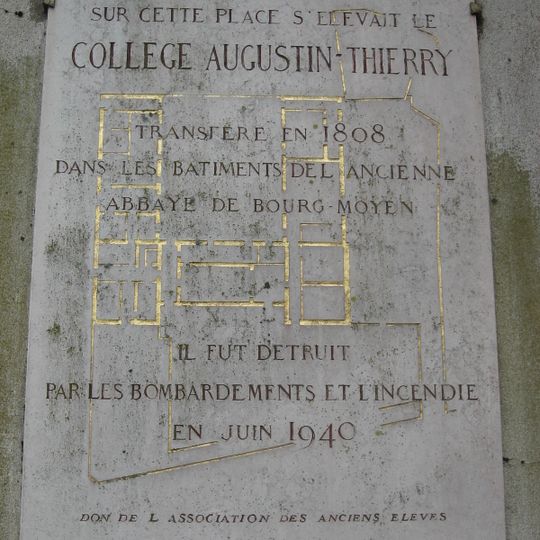 SUR CETTE PLACE S'ELEVAIT LE
COLLEGE AUGUSTIN-THIERRY
TRANSFERE EN 1808
DANS LES BATIMENTS DE L ANCIENNE
ABBAYE DE BOURG-MOYEN
IL FUT DETRUIT
PAR LES BOMBARDEMENTS ET L'INCENDIE
EN JUIN 1940
DON DE L ASSOCIATION DES ANCIENS ELEVES